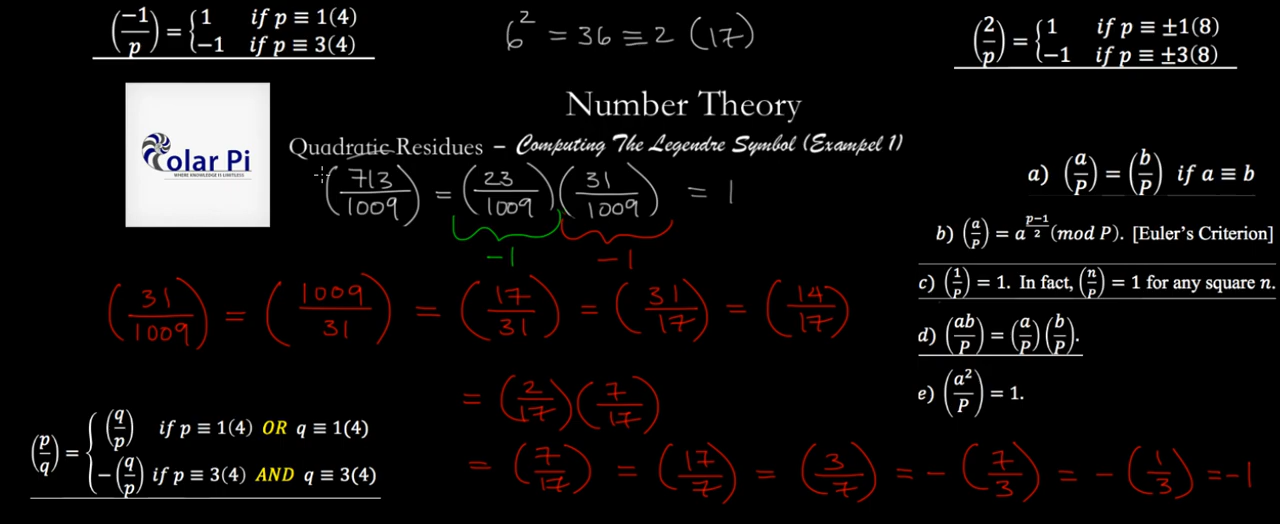 (−1/p) = { 1 if p ≡ 1(4)
−1 if p ≡ 3(4)
6² = 36 ≡ 2 (17)
(2/p) = { 1 if p ≡ ±1(8)
−1 if p ≡ ±3(8)
olar Pi
WHERE KNOWLEDGE IS LIMITLESS
Number Theory
Quadratic Residues – Computing The Legendre Symbol (Exampel 1)
(713/1009) = (23/1009)(31/1009) = 1
−1 −1
(31/1009) = (1009/31) = (17/31) = (31/17) = (14/17)
= (2/17)(7/17)
= (7/17) = (17/7) = (3/7) = −(7/3) = −(1/3) = −1
a) (a/P) = (b/P) if a ≡ b
b) (a/P) = a^((p−1)/2) (mod P). [Euler's Criterion]
c) (1/P) = 1. In fact, (n/P) = 1 for any square n.
d) (ab/P) = (a/P)(b/P).
e) (a²/P) = 1.
(p/q) = { (q/p) if p ≡ 1(4) OR q ≡ 1(4)
−(q/p) if p ≡ 3(4) AND q ≡ 3(4)